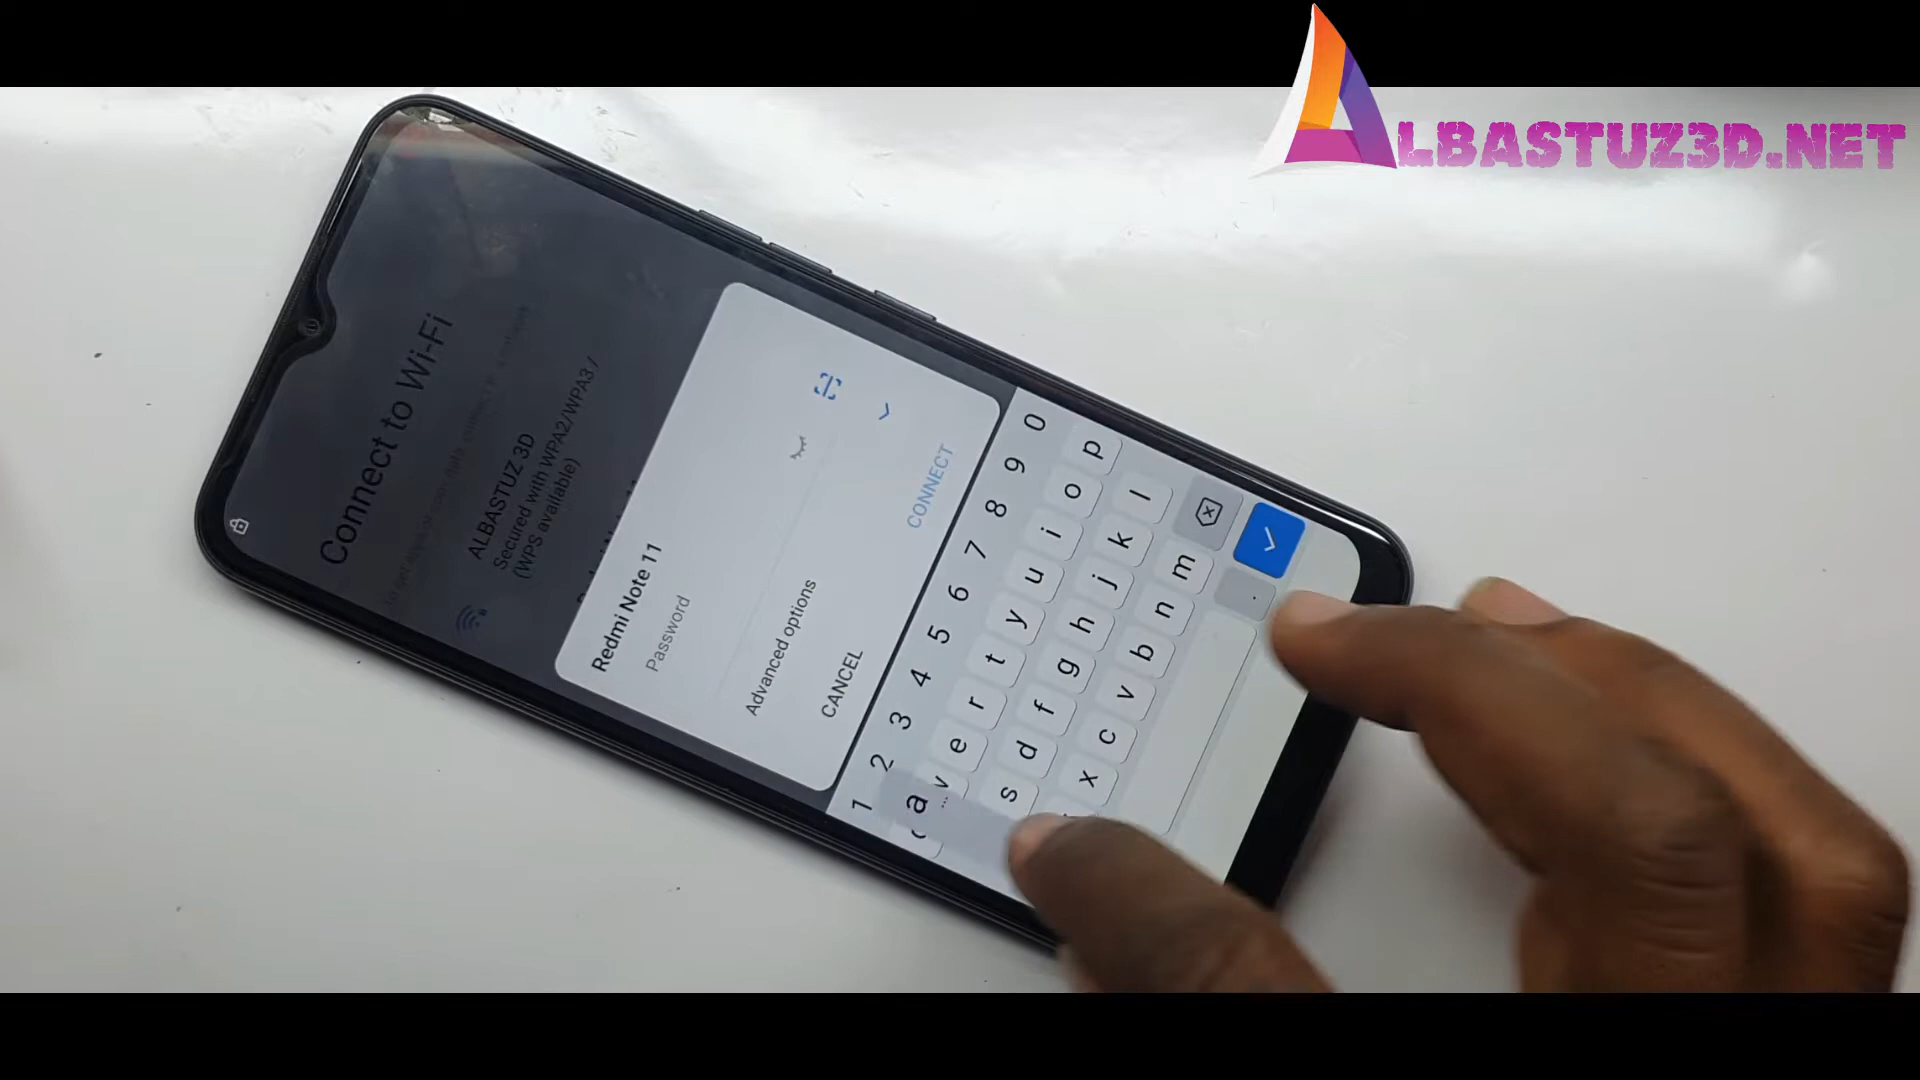 ALBASTUZ3D.NET
Connect to Wi-Fi
ALBASTUZ 3D
Secured with WPA2/WPA3 /
(WPS available)
Redmi Note 11
Password
Advanced options
CANCEL
CONNECT
1 2 3 4 5 6 7 8 9 0
e r t y u i o p
a s d f g h j k l
x c v b n m
.